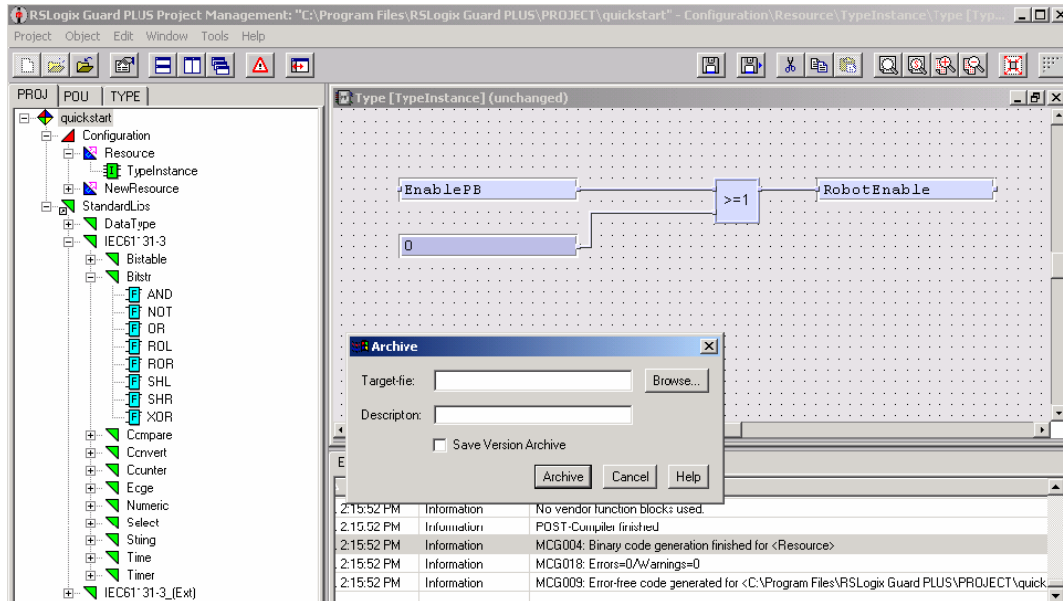 RSLogix Guard PLUS Project Management: "C:\Program Files\RSLogix Guard PLUS\PROJECT\quickstart" - Configuration\Resource\TypeInstance\Type [Typ...
Project Object Edit Window Tools Help
PROJ POU TYPE
Type [TypeInstance] (unchanged)
quickstart
Configuration
Resource
TypeInstance
NewResource
StandardLibs
DataType
IEC61131-3
Bistable
Bitstr
AND
NOT
OR
ROL
ROR
SHL
SHR
XOR
Compare
Convert
Counter
Edge
Numeric
Select
String
Time
Timer
IEC61131-3_(Ext)
EnablePB
>=1
RobotEnable
0
Archive
Target-file:
Browse...
Description:
Save Version Archive
Archive Cancel Help
E
2:15:52 PM Information No vendor function blocks used.
2:15:52 PM Information POST-Compiler finished
2:15:52 PM Information MCG004: Binary code generation finished for <Resource>
2:15:52 PM Information MCG018: Errors=0/Warnings=0
2:15:52 PM Information MCG009: Error-free code generated for <C:\Program Files\RSLogix Guard PLUS\PROJECT\quick